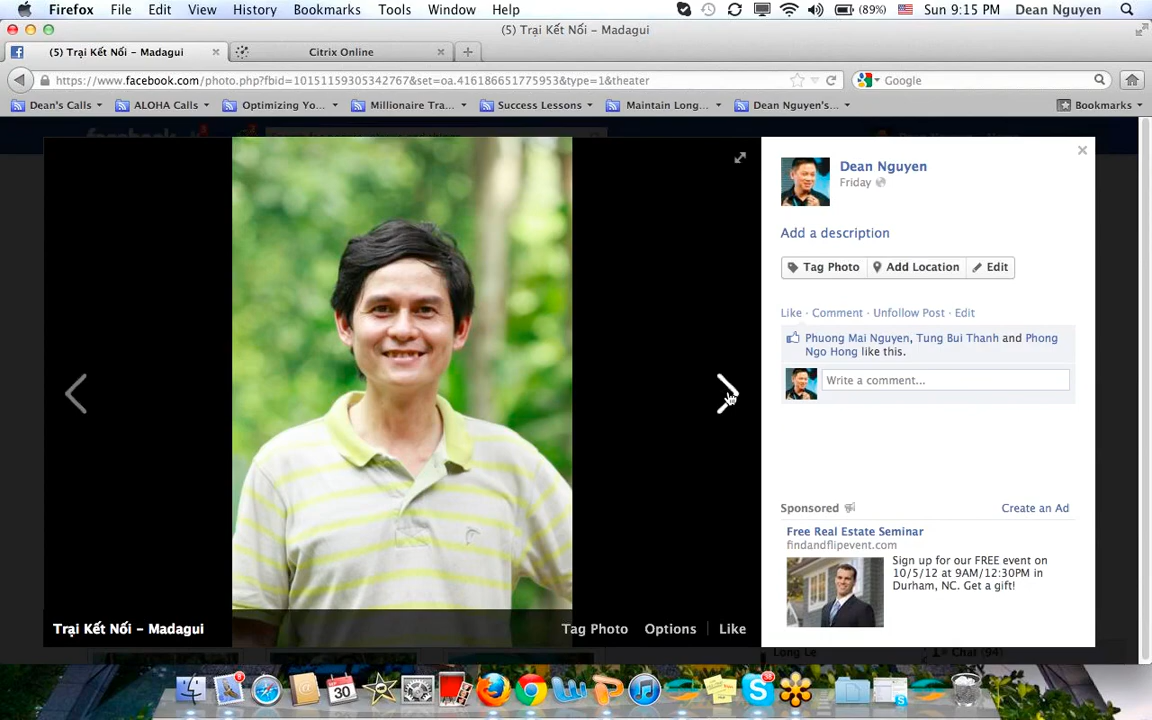 Firefox File Edit View History Bookmarks Tools Window Help (89%) Sun 9:15 PM Dean Nguyen
(5) Trại Kết Nối – Madagui
(5) Trại Kết Nối – Madagui Citrix Online
https://www.facebook.com/photo.php?fbid=10151159305342767&set=oa.416186651775953&type=1&theater Google
Dean's Calls ALOHA Calls Optimizing Yo... Millionaire Tra... Success Lessons Maintain Long... Dean Nguyen's... Bookmarks
Dean Nguyen
Friday
Add a description
Tag Photo Add Location Edit
Like · Comment · Unfollow Post · Edit
Phuong Mai Nguyen, Tung Bui Thanh and Phong
Ngo Hong like this.
Write a comment...
Sponsored Create an Ad
Free Real Estate Seminar
findandflipevent.com
Sign up for our FREE event on
10/5/12 at 9AM/12:30PM in
Durham, NC. Get a gift!
Trại Kết Nối – Madagui Tag Photo Options Like
Long Le Chat (94)
SEP
30